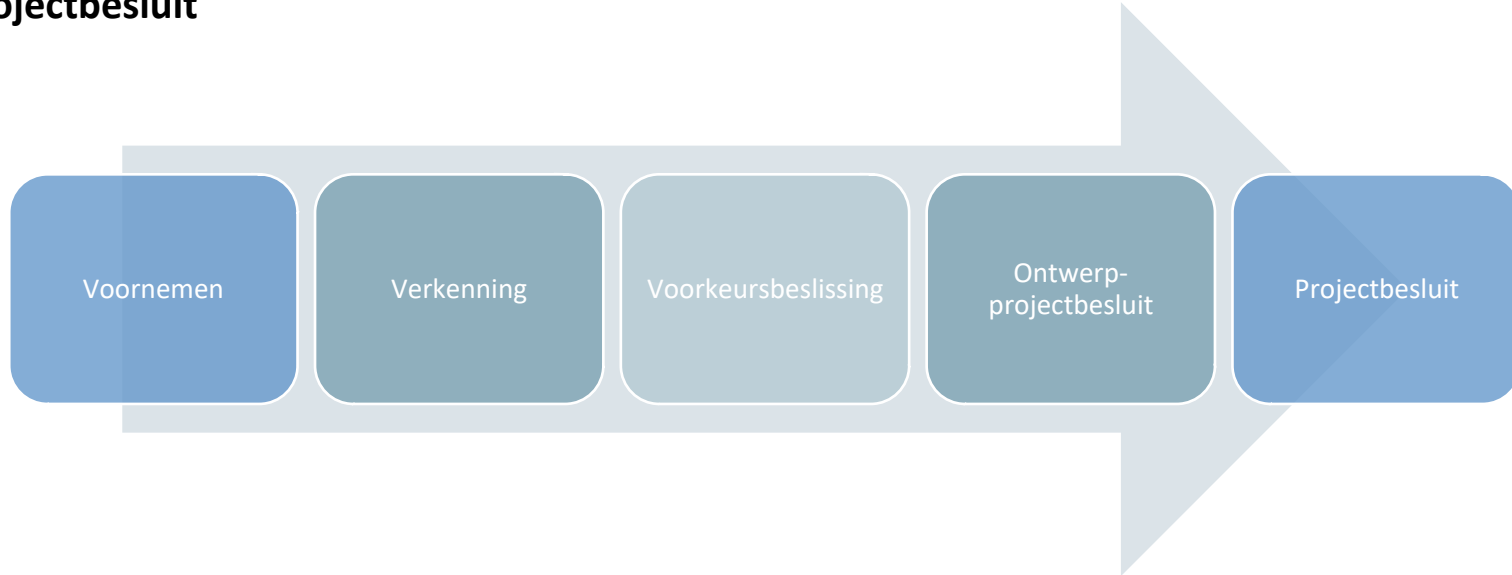 ojectbesluit
Voornemen
Verkenning
Voorkeursbeslissing
Ontwerp-
projectbesluit
Projectbesluit